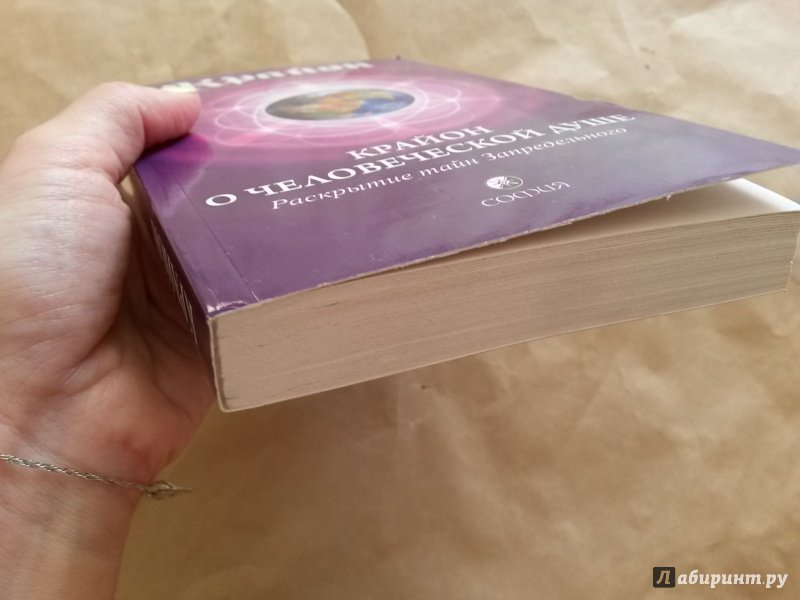 Крайон
КРАЙОН
О ЧЕЛОВЕЧЕСКОЙ ДУШЕ
Раскрытие тайн Запредельного
СОФИЯ
Лабиринт.ру